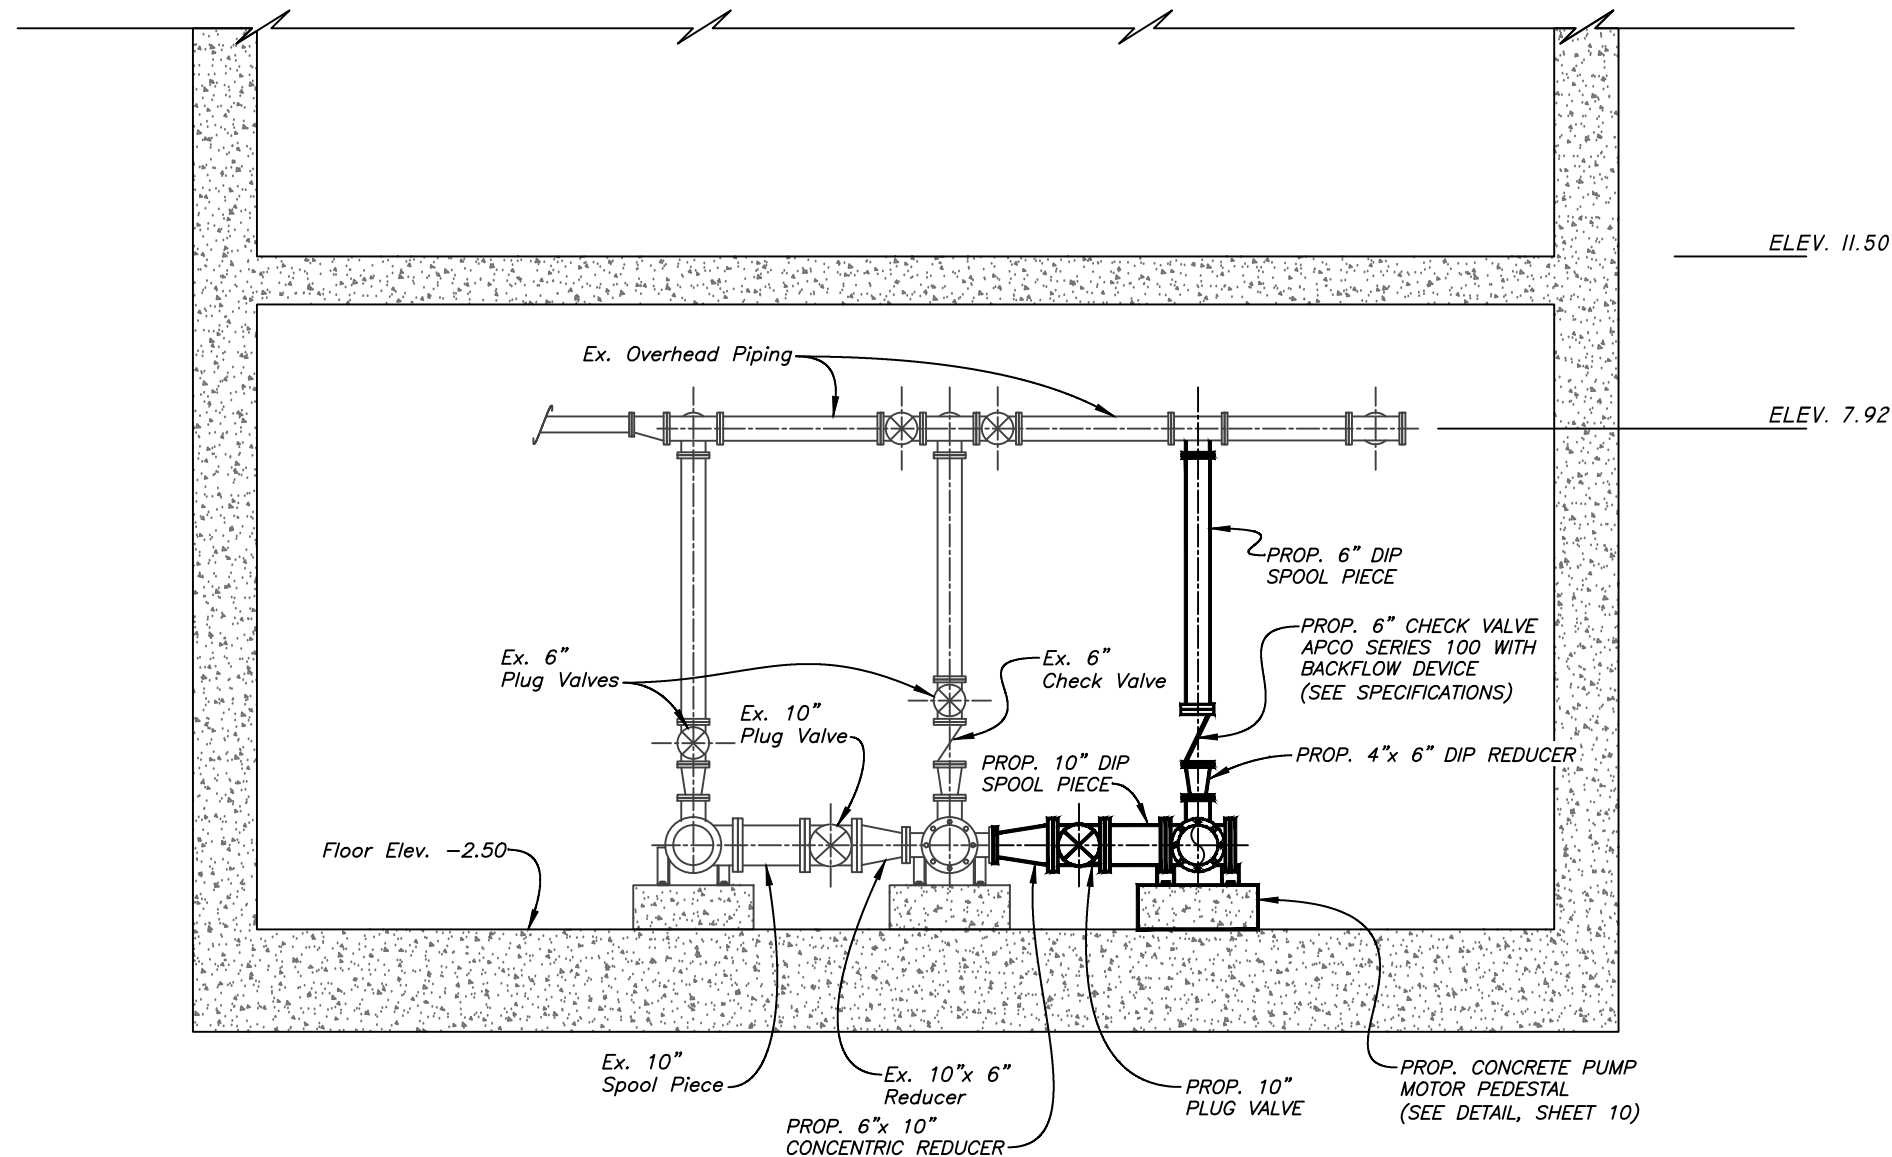 ELEV. 11.50
Ex. Overhead Piping
ELEV. 7.92
PROP. 6" DIP
SPOOL PIECE
PROP. 6" CHECK VALVE
APCO SERIES 100 WITH
BACKFLOW DEVICE
(SEE SPECIFICATIONS)
Ex. 6"
Plug Valves
Ex. 6"
Check Valve
Ex. 10"
Plug Valve
PROP. 10" DIP
SPOOL PIECE
PROP. 4"x 6" DIP REDUCER
Floor Elev. -2.50
Ex. 10"
Spool Piece
Ex. 10"x 6"
Reducer
PROP. 6"x 10"
CONCENTRIC REDUCER
PROP. 10"
PLUG VALVE
PROP. CONCRETE PUMP
MOTOR PEDESTAL
(SEE DETAIL, SHEET 10)